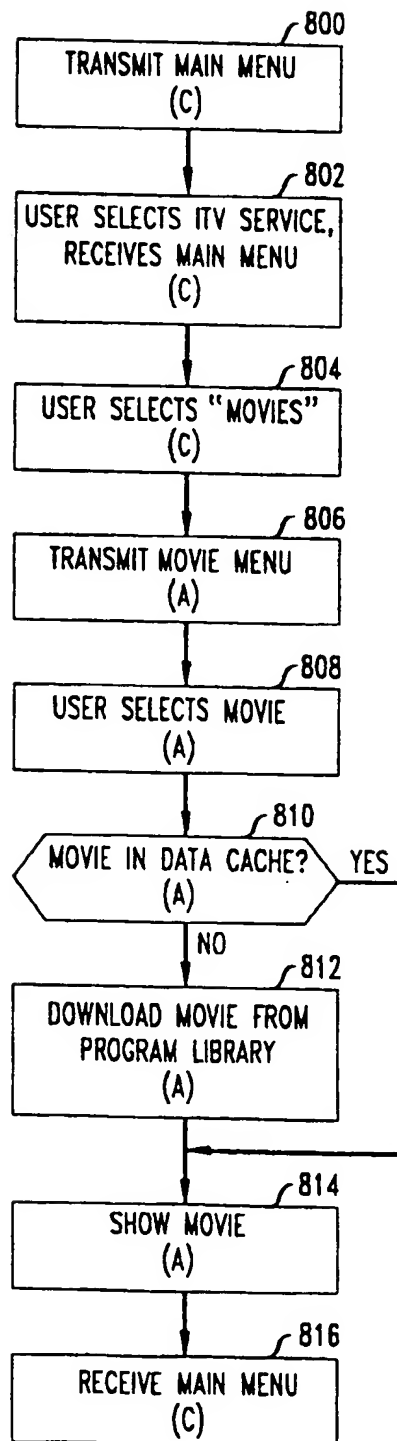 800
TRANSMIT MAIN MENU
(C)
802
USER SELECTS ITV SERVICE,
RECEIVES MAIN MENU
(C)
804
USER SELECTS "MOVIES"
(C)
806
TRANSMIT MOVIE MENU
(A)
808
USER SELECTS MOVIE
(A)
810
MOVIE IN DATA CACHE?
(A)
YES
NO
812
DOWNLOAD MOVIE FROM
PROGRAM LIBRARY
(A)
814
SHOW MOVIE
(A)
816
RECEIVE MAIN MENU
(C)